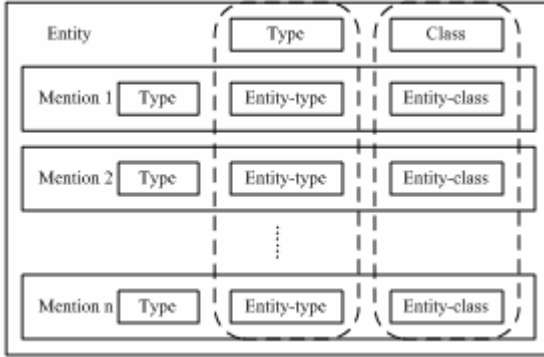 Entity Type Class
Mention 1 Type Entity-type Entity-class
Mention 2 Type Entity-type Entity-class
Mention n Type Entity-type Entity-class